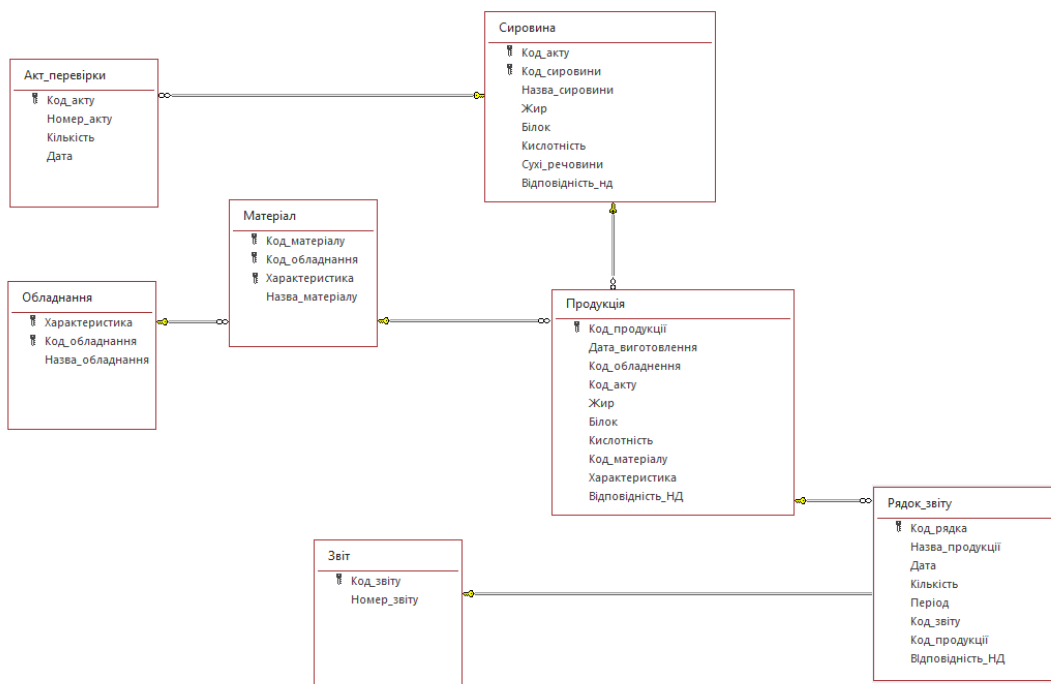 Сировина
Код_акту
Код_сировини
Назва_сировини
Жир
Білок
Кислотність
Сухі_речовини
Відповідність_нд
Акт_перевірки
Код_акту
Номер_акту
Кількість
Дата
Матеріал
Код_матеріалу
Код_обладнання
Характеристика
Назва_матеріалу
Обладнання
Характеристика
Код_обладнання
Назва_обладнання
Продукція
Код_продукції
Дата_виготовлення
Код_обладнення
Код_акту
Жир
Білок
Кислотність
Код_матеріалу
Характеристика
Відповідність_НД
Рядок_звіту
Код_рядка
Назва_продукції
Дата
Кількість
Період
Код_звіту
Код_продукції
ВІдповідність_НД
Звіт
Код_звіту
Номер_звіту